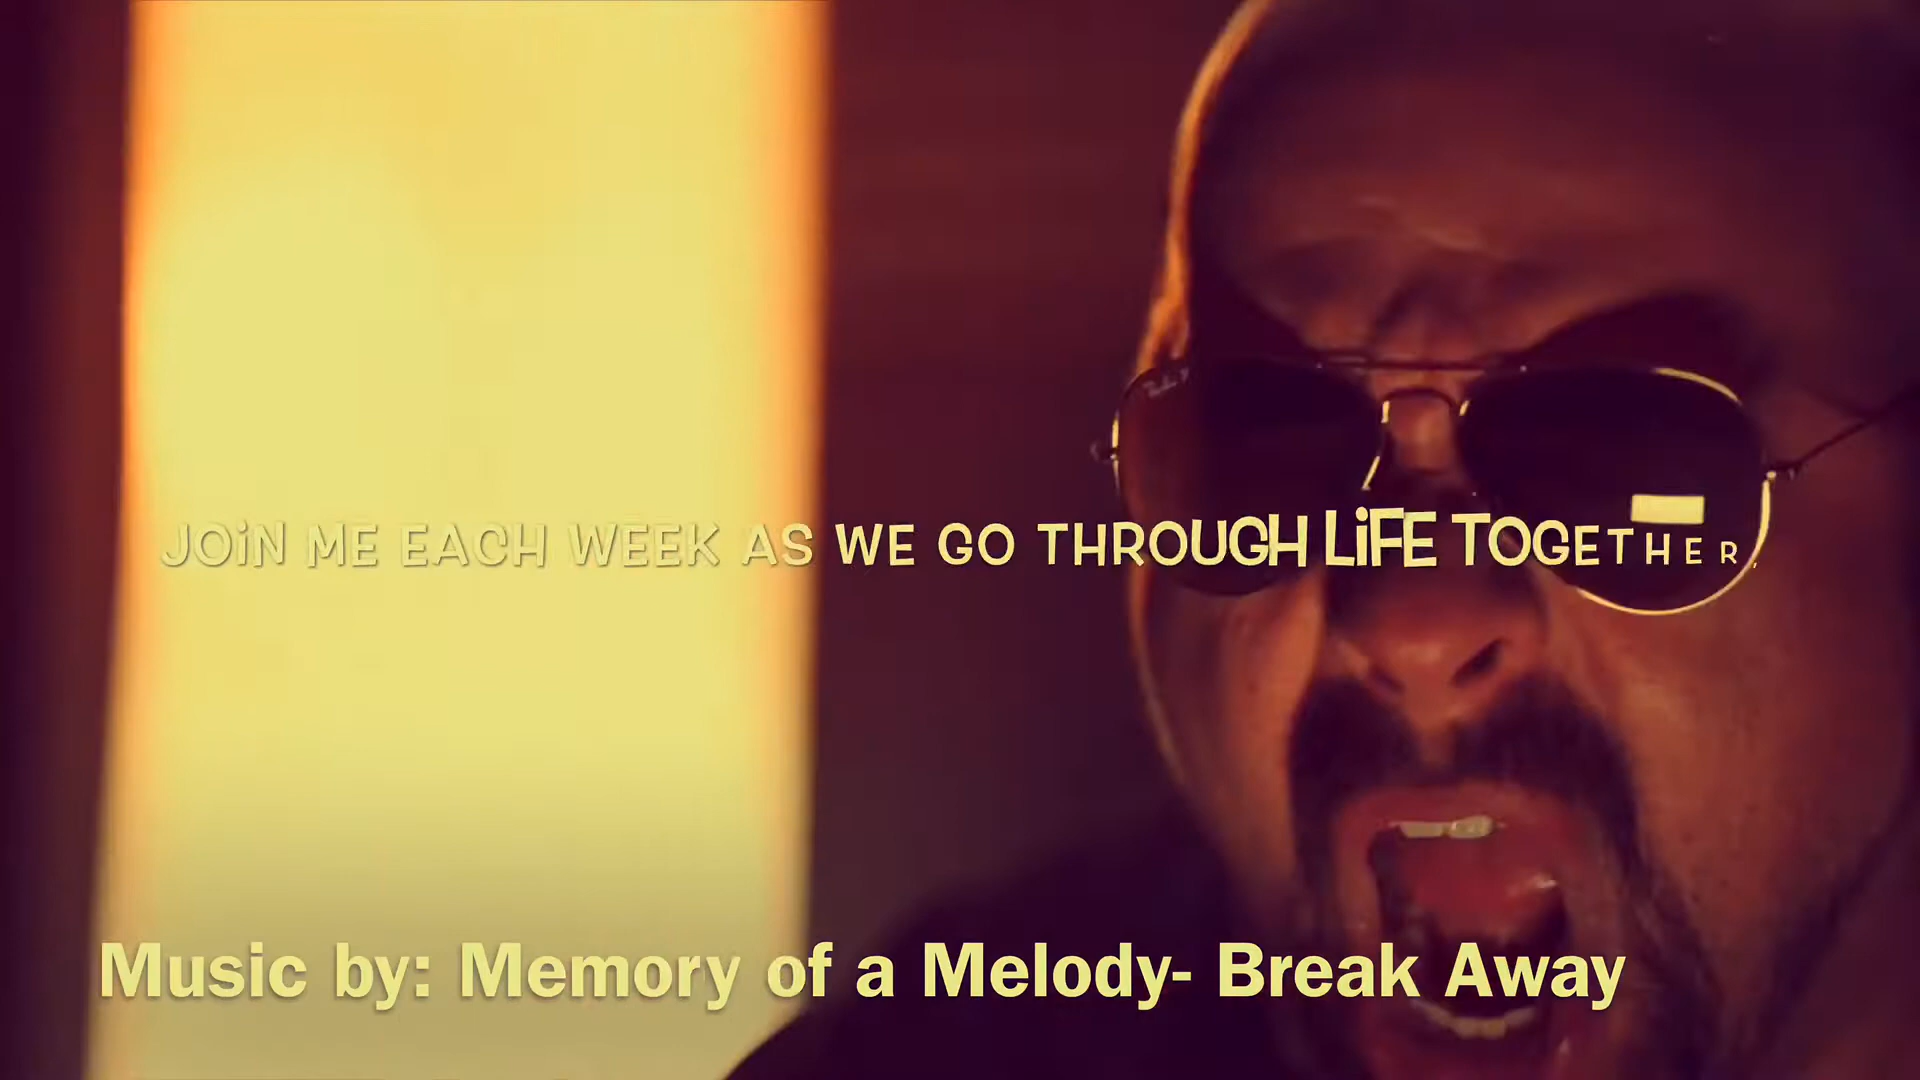 JOiN ME EACH WEEK AS WE GO THROUGH LiFE TOGETHER,
Music by: Memory of a Melody- Break Away